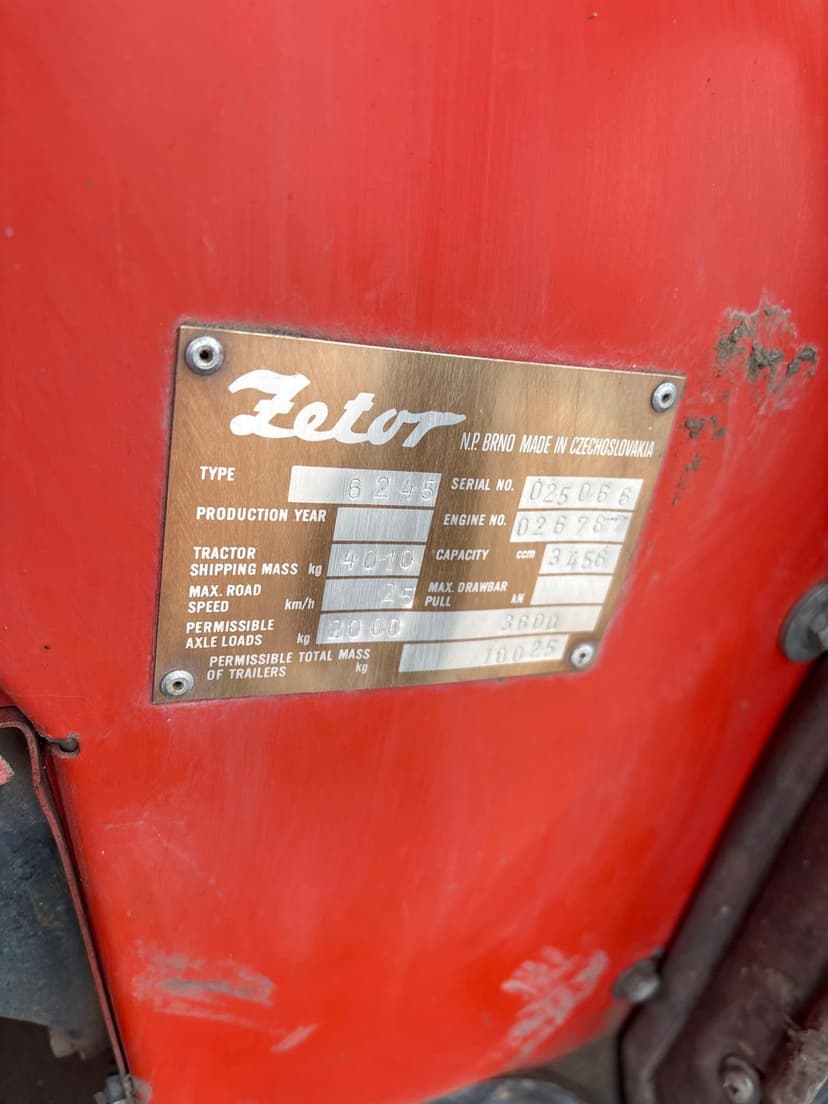 Zetor N.P. BRNO MADE IN CZECHOSLOVAKIA
TYPE 6245 SERIAL NO. 025066
PRODUCTION YEAR ENGINE NO. 026787
TRACTOR SHIPPING MASS kg 4010 CAPACITY ccm 3456
MAX. ROAD SPEED km/h 25 MAX. DRAWBAR PULL kN
PERMISSIBLE AXLE LOADS kg 2000 3600
PERMISSIBLE TOTAL MASS OF TRAILERS kg 10025